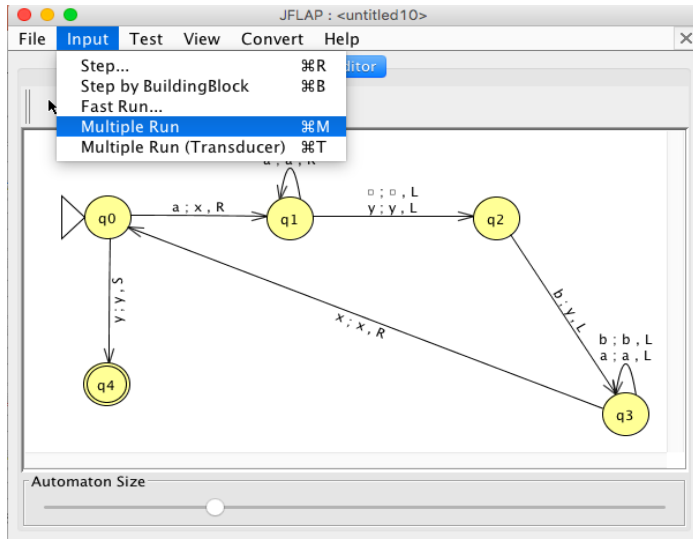 JFLAP : <untitled10>
File Input Test View Convert Help
Step... ⌘R
Step by BuildingBlock ⌘B
Fast Run...
Multiple Run ⌘M
Multiple Run (Transducer) ⌘T
itor
a ; a , R
□ ; □ , L
y ; y , L
a ; x , R
q0
q1
q2
y ; y , S
x ; x , R
b ; y , L
b ; b , L
a ; a , L
q4
q3
Automaton Size